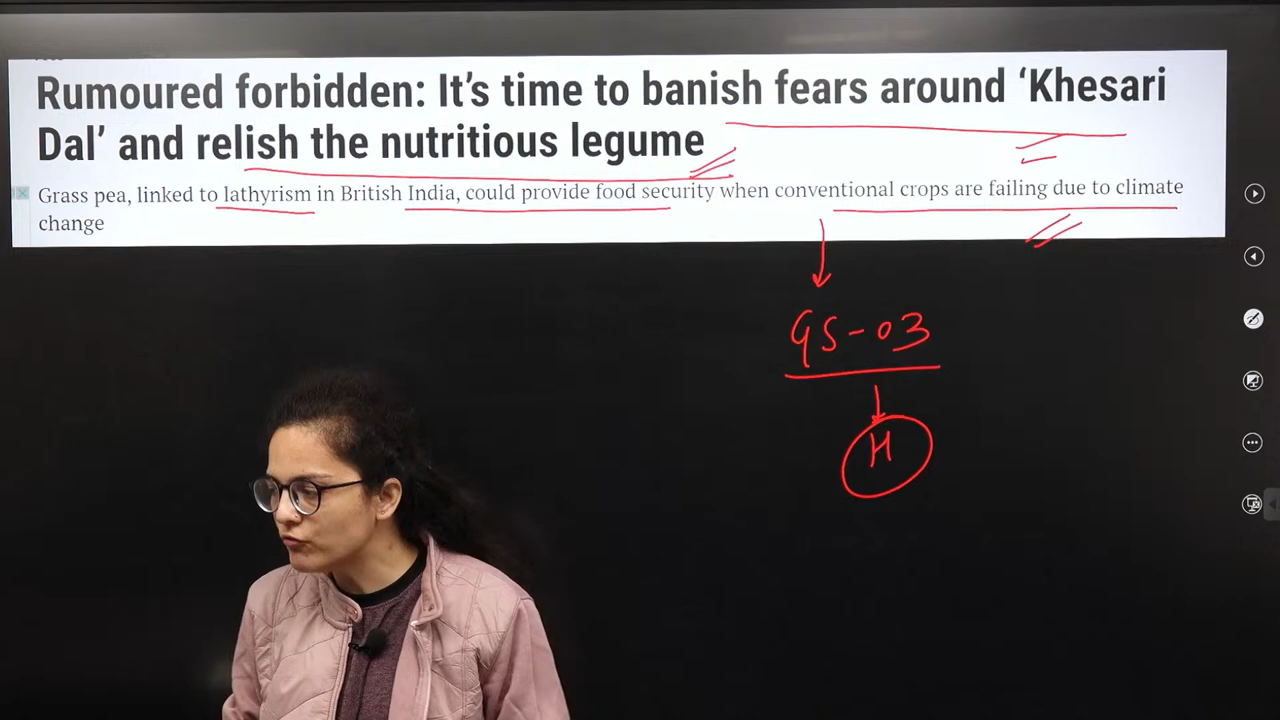 Rumoured forbidden: It's time to banish fears around ‘Khesari
Dal’ and relish the nutritious legume
Grass pea, linked to lathyrism in British India, could provide food security when conventional crops are failing due to climate
change
GS-03
H